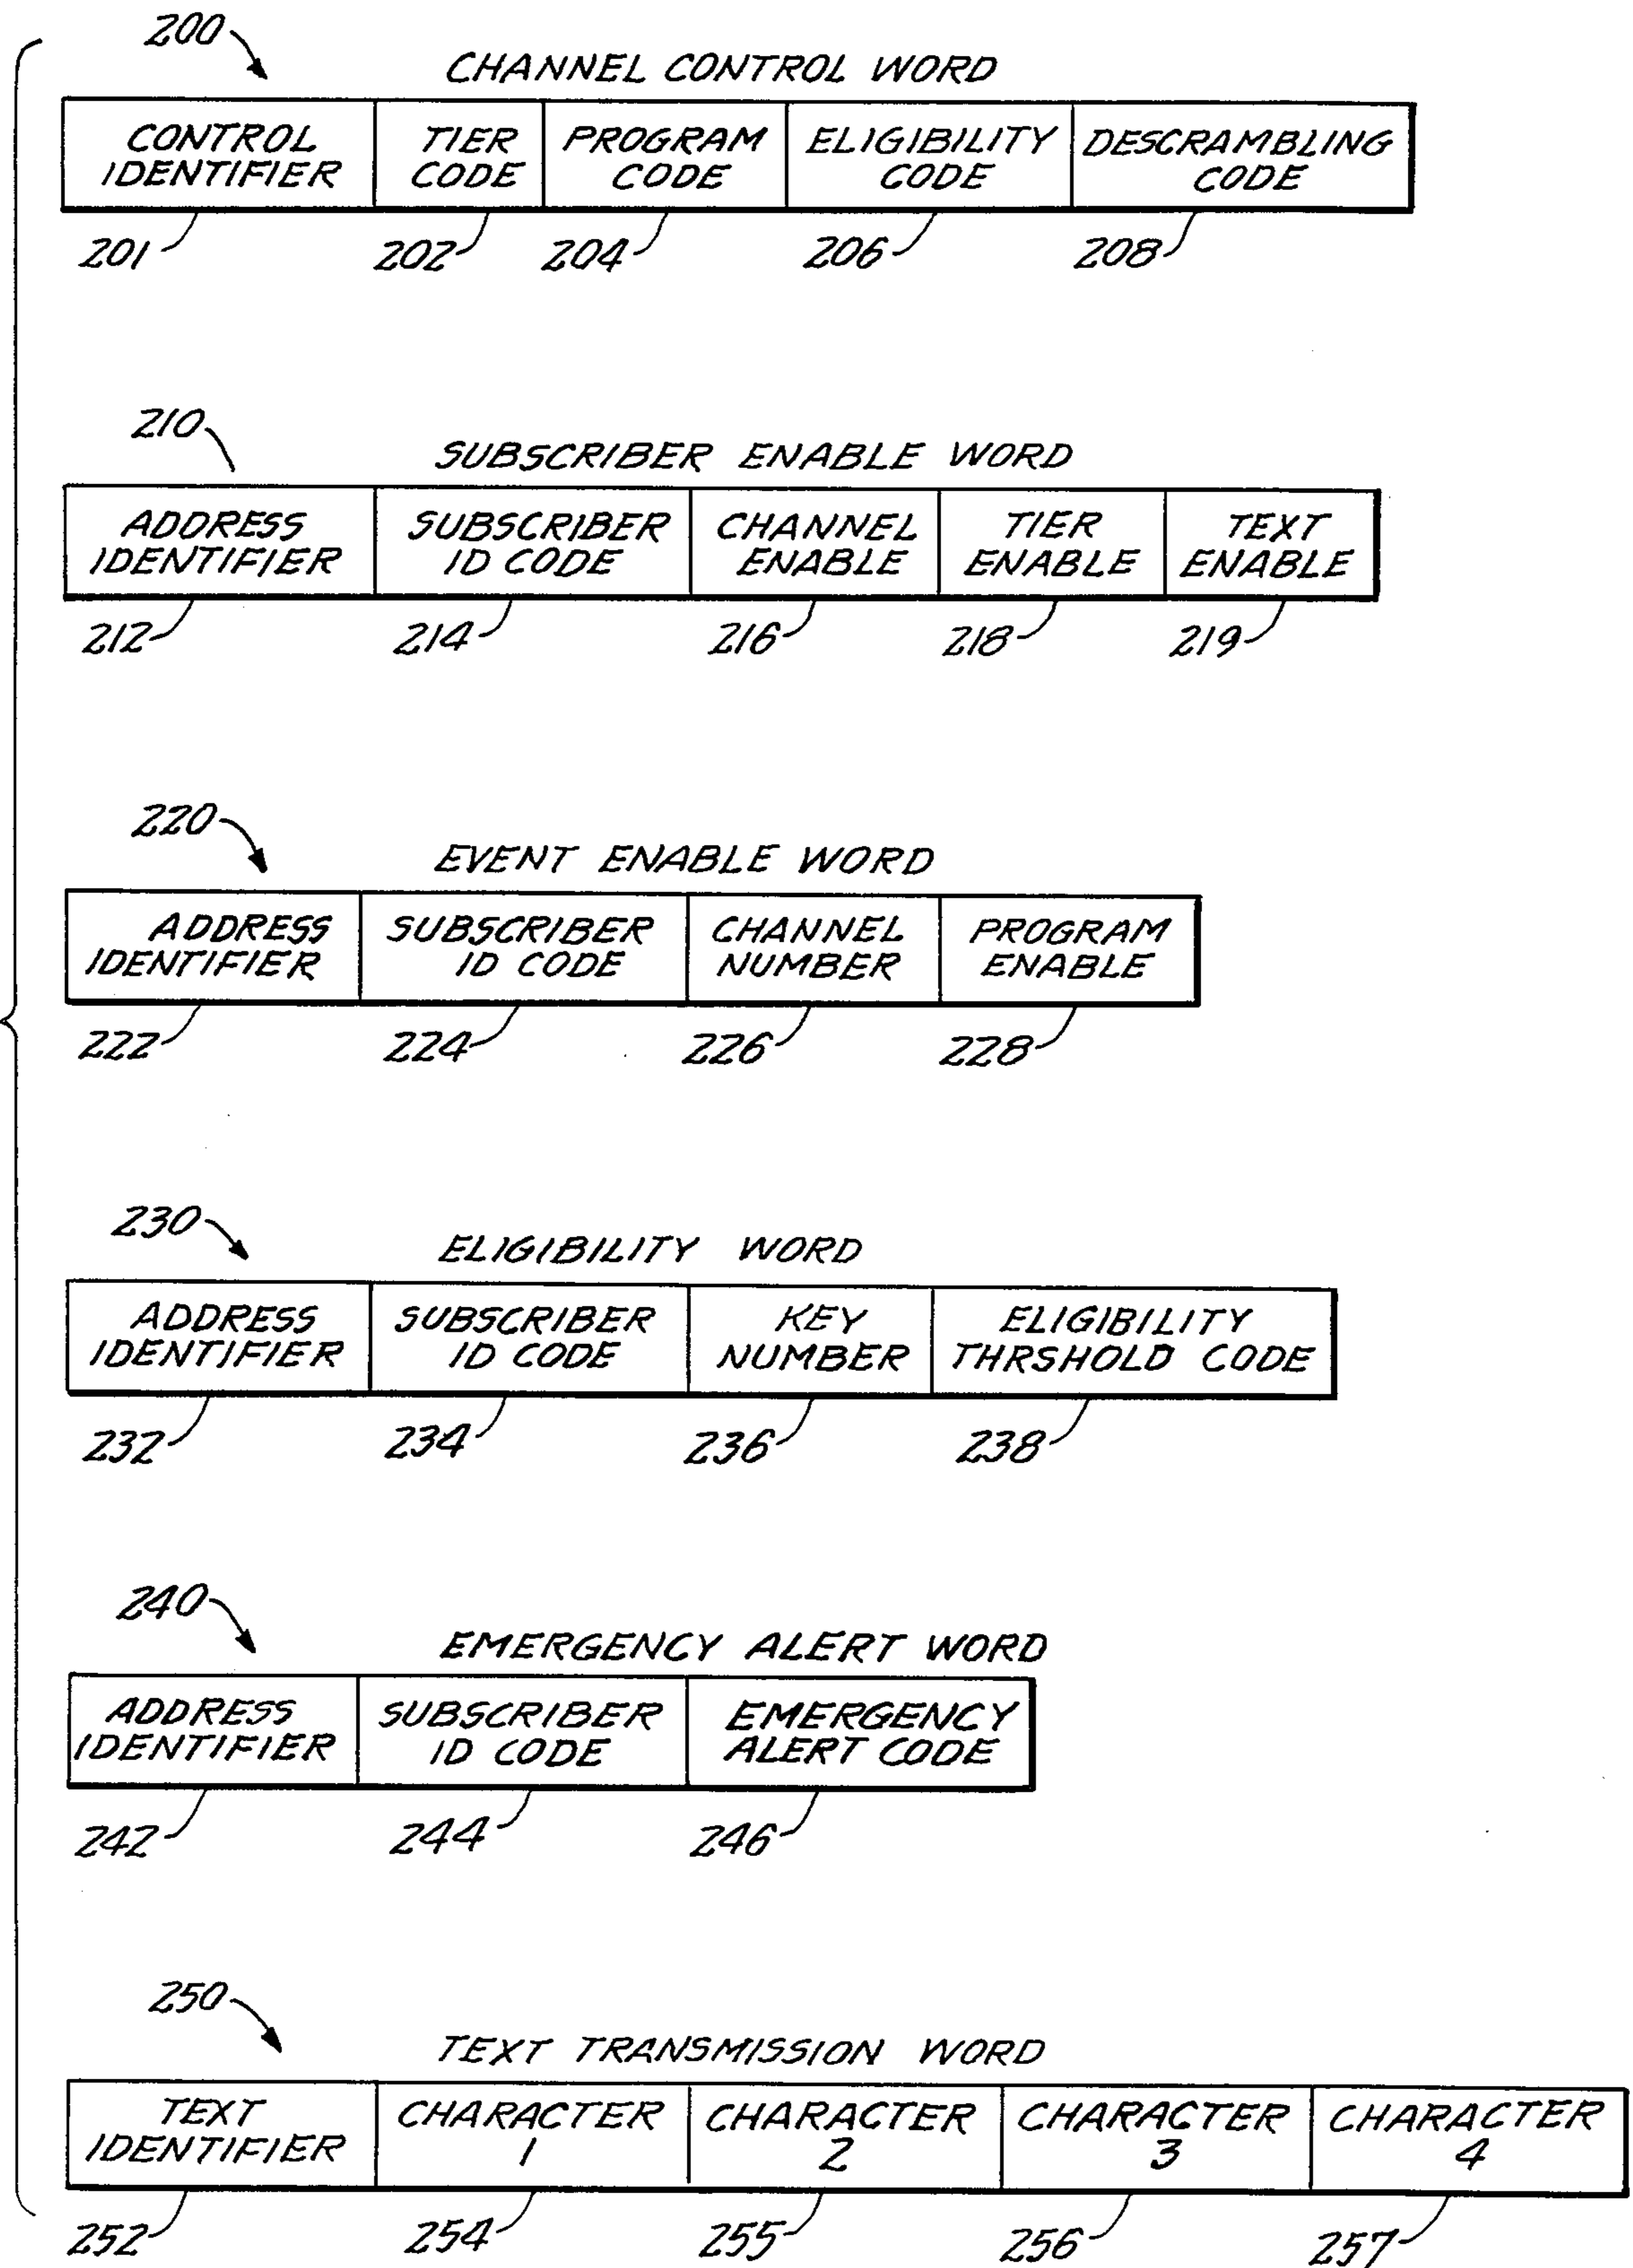 200
CHANNEL CONTROL WORD
CONTROL IDENTIFIER
TIER CODE
PROGRAM CODE
ELIGIBILITY CODE
DESCRAMBLING CODE
201 202 204 206 208
210
SUBSCRIBER ENABLE WORD
ADDRESS IDENTIFIER
SUBSCRIBER ID CODE
CHANNEL ENABLE
TIER ENABLE
TEXT ENABLE
212 214 216 218 219
220
EVENT ENABLE WORD
ADDRESS IDENTIFIER
SUBSCRIBER ID CODE
CHANNEL NUMBER
PROGRAM ENABLE
222 224 226 228
230
ELIGIBILITY WORD
ADDRESS IDENTIFIER
SUBSCRIBER ID CODE
KEY NUMBER
ELIGIBILITY THRSHOLD CODE
232 234 236 238
240
EMERGENCY ALERT WORD
ADDRESS IDENTIFIER
SUBSCRIBER ID CODE
EMERGENCY ALERT CODE
242 244 246
250
TEXT TRANSMISSION WORD
TEXT IDENTIFIER
CHARACTER 1
CHARACTER 2
CHARACTER 3
CHARACTER 4
252 254 255 256 257